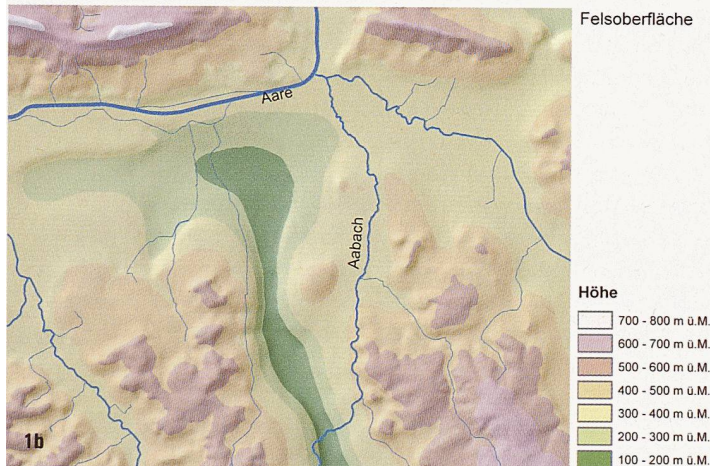 Felsoberfläche
Aare
Aabach
1b
Höhe
700 - 800 m ü.M.
600 - 700 m ü.M.
500 - 600 m ü.M.
400 - 500 m ü.M.
300 - 400 m ü.M.
200 - 300 m ü.M.
100 - 200 m ü.M.